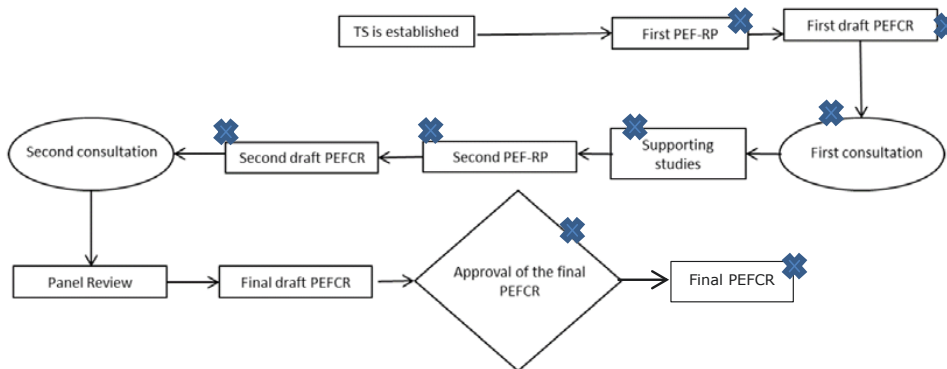 TS is established
First PEF-RP
First draft PEFCR
First consultation
Supporting
studies
Second PEF-RP
Second draft PEFCR
Second consultation
Panel Review
Final draft PEFCR
Approval of the final
PEFCR
Final PEFCR